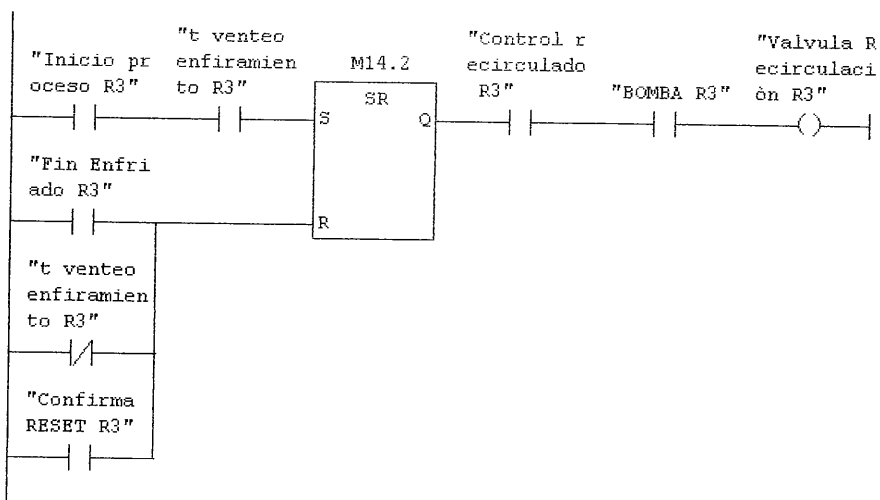 "Inicio pr
oceso R3"
"t venteo
enfiramien
to R3"
M14.2
SR
S
Q
R
"Control r
ecirculado
R3"
"BOMBA R3"
"Valvula R
ecirculaci
òn R3"
"Fin Enfri
ado R3"
"t venteo
enfiramien
to R3"
"Confirma
RESET R3"